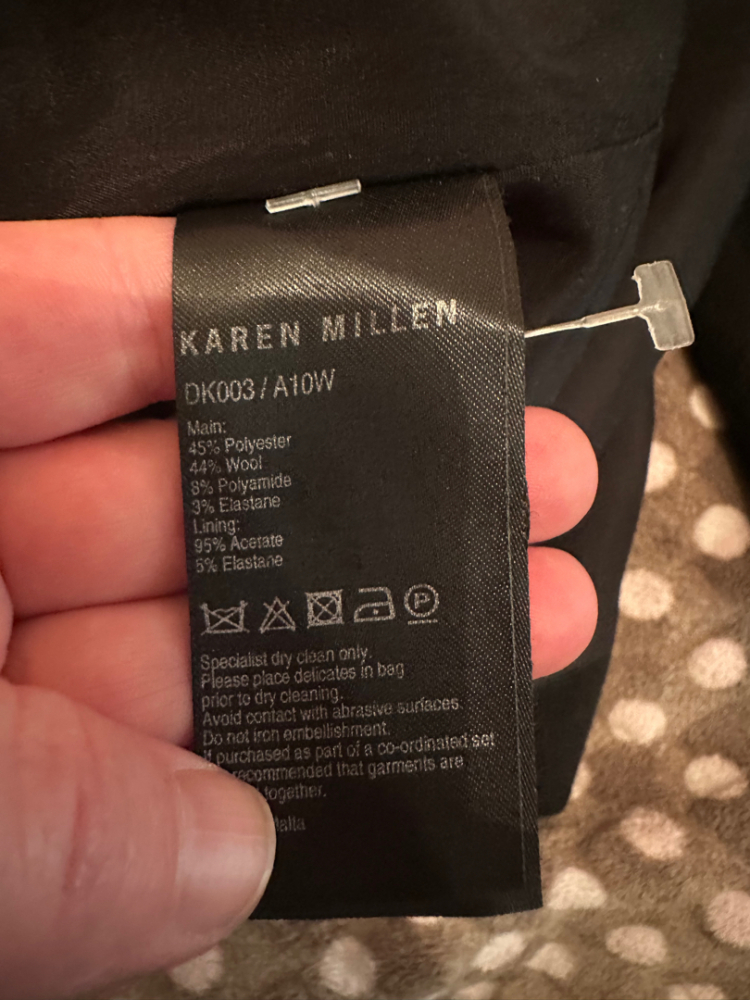 KAREN MILLEN
DK003 / A10W
Main:
45% Polyester
44% Wool
8% Polyamide
3% Elastane
Lining:
95% Acetate
5% Elastane
P
Specialist dry clean only.
Please place delicates in bag
prior to dry cleaning.
Avoid contact with abrasive surfaces.
Do not iron embellishment.
If purchased as part of a co-ordinated set
recommended that garments are
together.